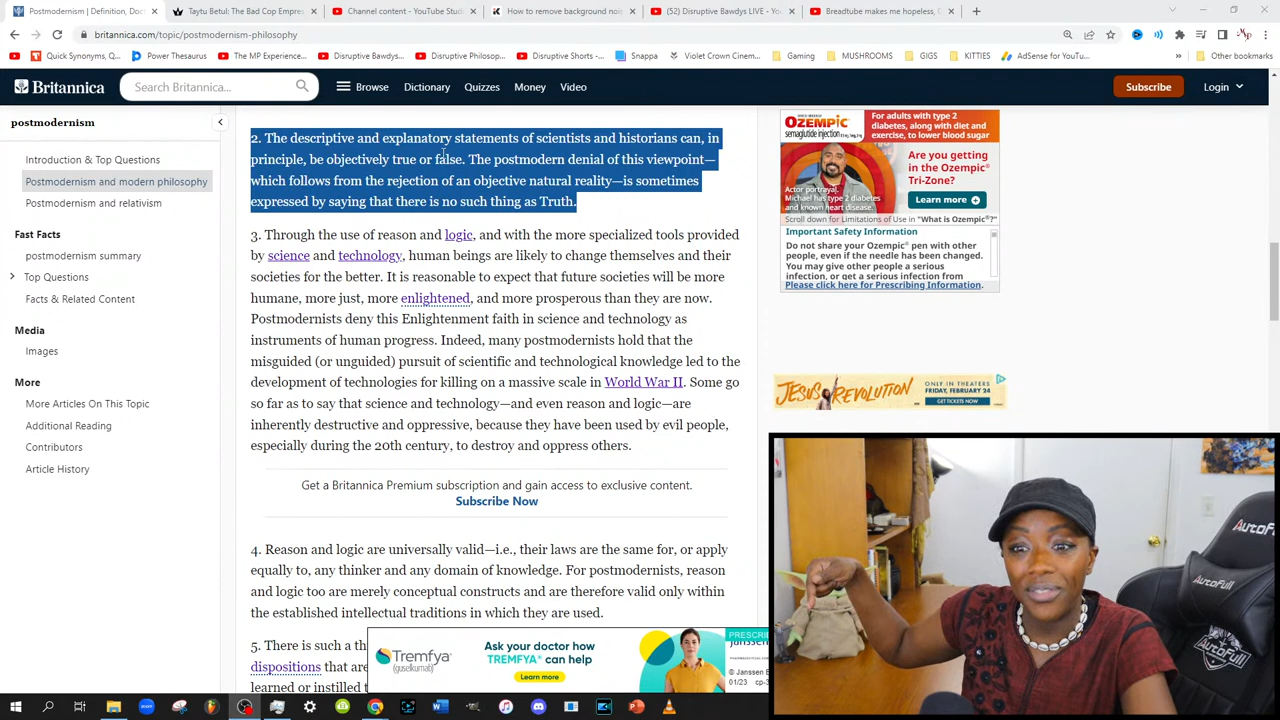 Postmodernism | Definition, Doct
Taytu Betul: The Bad Cop Empres
Channel content - YouTube Studi
How to remove background nois
(52) Disruptive Bawdys LIVE - Yo
Breadtube makes me hopeless, C
britannica.com/topic/postmodernism-philosophy
Quick Synonyms, Qu...
Power Thesaurus
The MP Experience...
Disruptive Bawdys...
Disruptive Philosop...
Disruptive Shorts -...
Snappa
Violet Crown Cinem...
Gaming
MUSHROOMS
GIGS
KITTIES
AdSense for YouTu...
Other bookmarks
Britannica
Search Britannica...
Browse
Dictionary
Quizzes
Money
Video
Subscribe
Login
postmodernism
Introduction & Top Questions
Postmodernism and modern philosophy
Postmodernism and relativism
Fast Facts
postmodernism summary
Top Questions
Facts & Related Content
Media
Images
More
More Articles On This Topic
Additional Reading
Contributors
Article History
2. The descriptive and explanatory statements of scientists and historians can, in
principle, be objectively true or false. The postmodern denial of this viewpoint—
which follows from the rejection of an objective natural reality—is sometimes
expressed by saying that there is no such thing as Truth.
3. Through the use of reason and logic, and with the more specialized tools provided
by science and technology, human beings are likely to change themselves and their
societies for the better. It is reasonable to expect that future societies will be more
humane, more just, more enlightened, and more prosperous than they are now.
Postmodernists deny this Enlightenment faith in science and technology as
instruments of human progress. Indeed, many postmodernists hold that the
misguided (or unguided) pursuit of scientific and technological knowledge led to the
development of technologies for killing on a massive scale in World War II. Some go
to say that science and technology—and even reason and logic—are
inherently destructive and oppressive, because they have been used by evil people,
especially during the 20th century, to destroy and oppress others.
Get a Britannica Premium subscription and gain access to exclusive content.
Subscribe Now
4. Reason and logic are universally valid—i.e., their laws are the same for, or apply
equally to, any thinker and any domain of knowledge. For postmodernists, reason
and logic too are merely conceptual constructs and are therefore valid only within
the established intellectual traditions in which they are used.
5. There is such a th
dispositions that are
learned or instilled t
Tremfya
(guselkumab)
Ask your doctor how
TREMFYA® can help
Learn more
PRESCRIB
Janssen
© Janssen B
01/23 cp-3
OZEMPIC
semaglutide injection
For adults with type 2
diabetes, along with diet and
exercise, to lower blood sugar
Actor portrayal.
Michael has type 2 diabetes
and known heart disease.
Are you getting
in the Ozempic
Tri-Zone?
Learn more
Scroll down for Limitations of Use in "What is Ozempic®?"
Important Safety Information
Do not share your Ozempic® pen with other
people, even if the needle has been changed.
You may give other people a serious
infection, or get a serious infection from
Please click here for Prescribing Information.
JESUS REVOLUTION
ONLY IN THEATERS
FRIDAY, FEBRUARY 24
GET TICKETS NOW
AutoFull
AutoFull